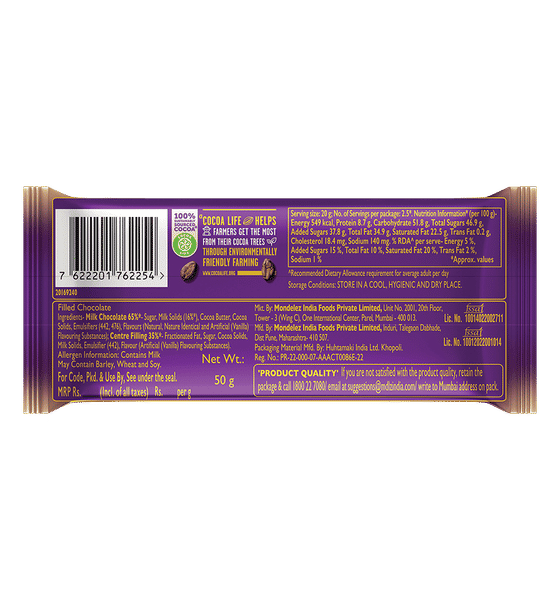 7 622201 762254 >
20169240
100%
SUSTAINABLY
SOURCED
COCOA*
COCOA LIFE
*COCOA LIFE HELPS
FARMERS GET THE MOST
FROM THEIR COCOA TREES
THROUGH ENVIRONMENTALLY
FRIENDLY FARMING
WWW.COCOALIFE.ORG
Serving size: 20 g; No. of Servings per package: 2.5*. Nutrition Information* (per 100 g)-
Energy 549 kcal, Protein 8.7 g, Carbohydrate 51.8 g, Total Sugars 46.9 g,
Added Sugars 37.8 g, Total Fat 34.9 g, Saturated Fat 22.5 g, Trans Fat 0.2 g,
Cholesterol 18.4 mg, Sodium 140 mg. % RDA^ per serve- Energy 5 %,
Added Sugars 15 %, Total Fat 10 %, Saturated Fat 20 %, Trans Fat 2 %,
Sodium 1 % *Approx. values
^Recommended Dietary Allowance requirement for average adult per day
Storage Conditions: STORE IN A COOL, HYGIENIC AND DRY PLACE.
Filled Chocolate
Ingredients- Milk Chocolate 65%*- Sugar, Milk Solids (16%*), Cocoa Butter, Cocoa
Solids, Emulsifiers (442, 476), Flavours (Natural, Nature Identical and Artificial (Vanilla)
Flavouring Substances); Centre Filling 35%*- Fractionated Fat, Sugar, Cocoa Solids,
Milk Solids, Emulsifier (442), Flavour (Artificial (Vanilla) Flavouring Substance)
Allergen Information: Contains Milk
May Contain Barley, Wheat and Soy.
For Code, Pkd. & Use By, See under the seal.
MRP Rs. (Incl. of all taxes) Rs. per g
Net Wt.:
50 g
Mkt. By: Mondelez India Foods Private Limited, Unit No. 2001, 20th Floor,
Tower - 3 (Wing C), One International Center, Parel, Mumbai - 400 013.
Mfd. By: Mondelez India Foods Private Limited, Induri, Talegaon Dabhade,
Dist Pune, Maharashtra- 410 507.
Packaging Material Mfg. By: Huhtamaki India Ltd. Khopoli.
Reg. No.: PR-22-000-07-AAACT0086E-22
fssai
Lic. No. 10014022002711
fssai
Lic. No. 10012022001014
"PRODUCT QUALITY" If you are not satisfied with the product quality, retain the
package & call 1800 22 7080/ email at suggestions@mdlzindia.com/ write to Mumbai address on pack.